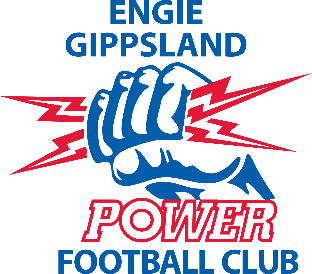 ENGIE
GIPPSLAND
POWER
FOOTBALL CLUB